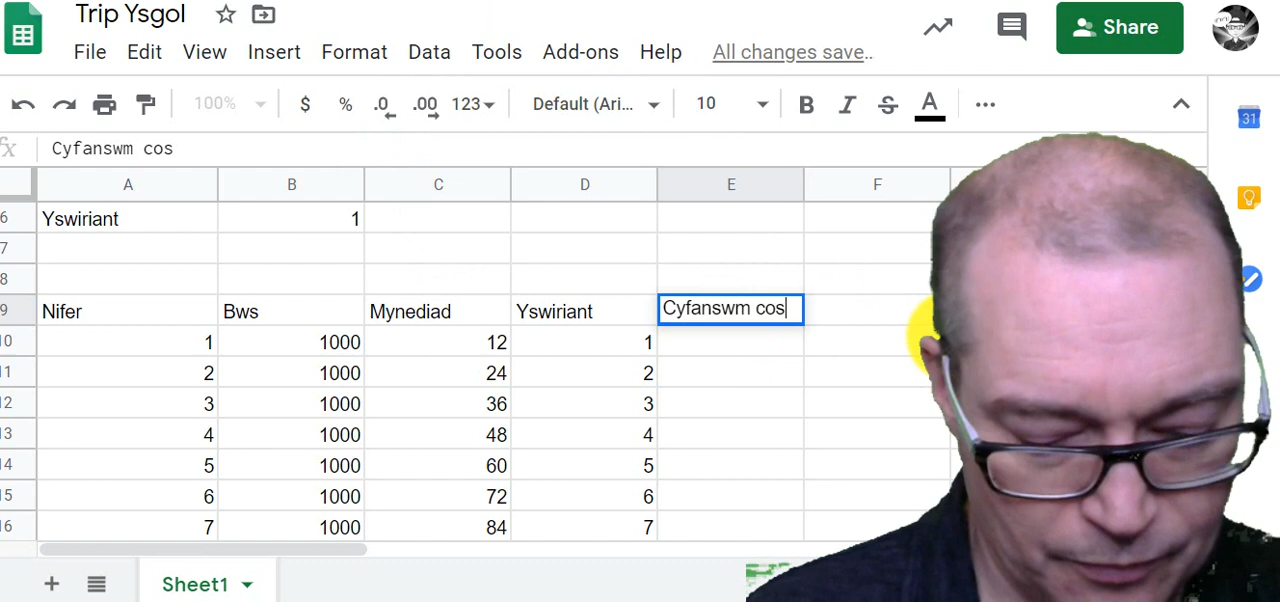 Trip Ysgol
File Edit View Insert Format Data Tools Add-ons Help All changes save..
Share
100% $ % .0 .00 123 Default (Ari... 10 B I S A ...
31
fx Cyfanswm cos
A B C D E F
6 Yswiriant 1
7
8
9 Nifer Bws Mynediad Yswiriant Cyfanswm cos
10 1 1000 12 1
11 2 1000 24 2
12 3 1000 36 3
13 4 1000 48 4
14 5 1000 60 5
15 6 1000 72 6
16 7 1000 84 7
+ Sheet1